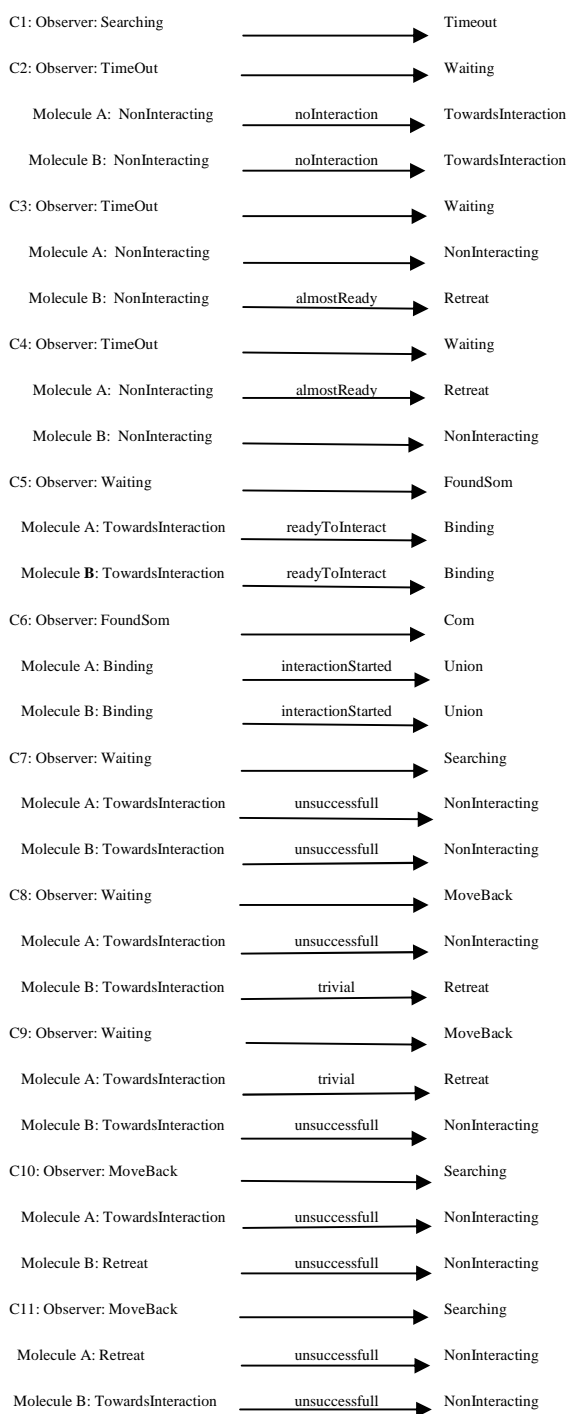 C1: Observer: Searching Timeout
C2: Observer: TimeOut Waiting
Molecule A: NonInteracting noInteraction TowardsInteraction
Molecule B: NonInteracting noInteraction TowardsInteraction
C3: Observer: TimeOut Waiting
Molecule A: NonInteracting NonInteracting
Molecule B: NonInteracting almostReady Retreat
C4: Observer: TimeOut Waiting
Molecule A: NonInteracting almostReady Retreat
Molecule B: NonInteracting NonInteracting
C5: Observer: Waiting FoundSom
Molecule A: TowardsInteraction readyToInteract Binding
Molecule B: TowardsInteraction readyToInteract Binding
C6: Observer: FoundSom Com
Molecule A: Binding interactionStarted Union
Molecule B: Binding interactionStarted Union
C7: Observer: Waiting Searching
Molecule A: TowardsInteraction unsuccessfull NonInteracting
Molecule B: TowardsInteraction unsuccessfull NonInteracting
C8: Observer: Waiting MoveBack
Molecule A: TowardsInteraction unsuccessfull NonInteracting
Molecule B: TowardsInteraction trivial Retreat
C9: Observer: Waiting MoveBack
Molecule A: TowardsInteraction trivial Retreat
Molecule B: TowardsInteraction unsuccessfull NonInteracting
C10: Observer: MoveBack Searching
Molecule A: TowardsInteraction unsuccessfull NonInteracting
Molecule B: Retreat unsuccessfull NonInteracting
C11: Observer: MoveBack Searching
Molecule A: Retreat unsuccessfull NonInteracting
Molecule B: TowardsInteraction unsuccessfull NonInteracting